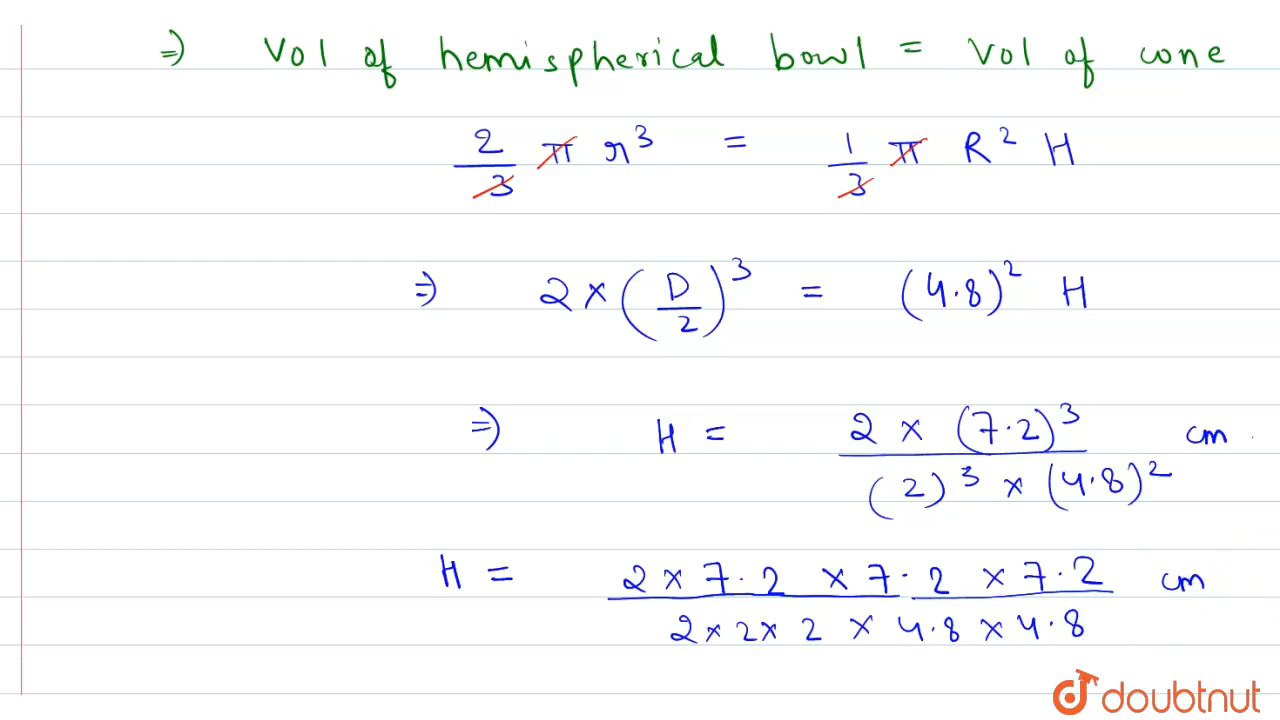 ⇒ Vol of hemispherical bowl = Vol of cone
2/3 π r³ = 1/3 π R² H
⇒ 2 × (D/2)³ = (4.8)² H
⇒ H = 2 × (7.2)³ / (2)³ × (4.8)² cm
H = 2 × 7.2 × 7.2 × 7.2 / 2 × 2 × 2 × 4.8 × 4.8 cm
doubtnut